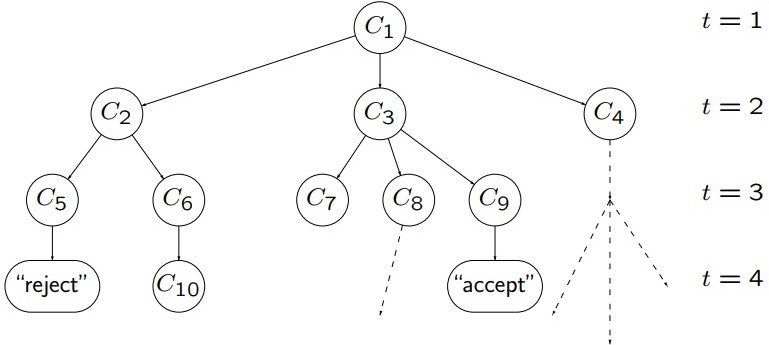 C1 t = 1
C2 C3 C4 t = 2
C5 C6 C7 C8 C9 t = 3
“reject” C10 “accept” t = 4